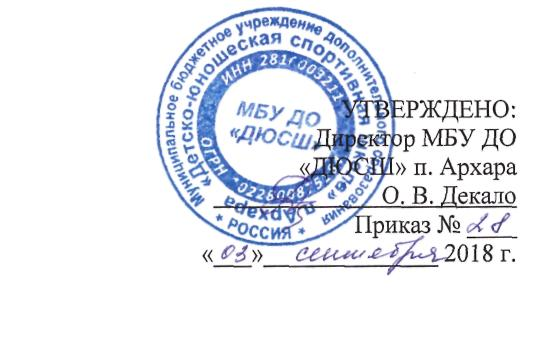 Муниципальное бюджетное учреждение дополнительного образования
«Детско-юношеская спортивная школа»
п. Архара
* РОССИЯ *
МБУ ДО
«ДЮСШ»
УТВЕРЖДЕНО:
Директор МБУ ДО
«ДЮСШ» п. Архара
О. В. Декало
Приказ № 28
«03» сентября 2018 г.